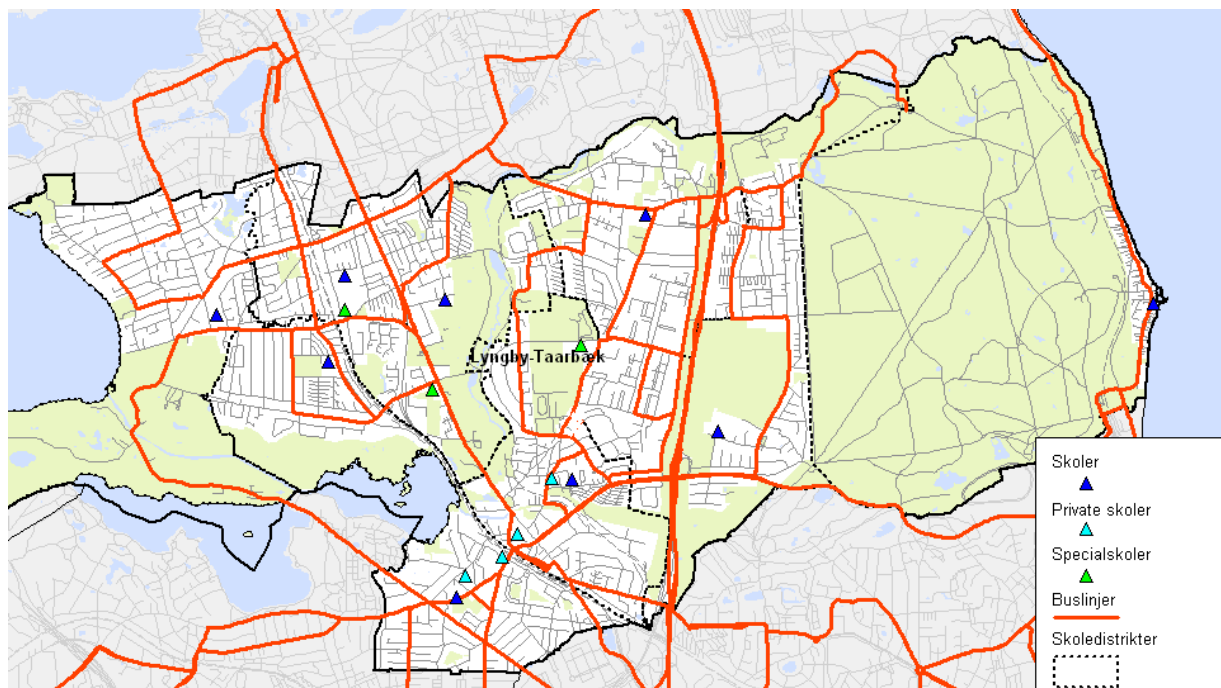 Lyngby-Taarbæk
Skoler
Private skoler
Specialskoler
Buslinjer
Skoledistrikter